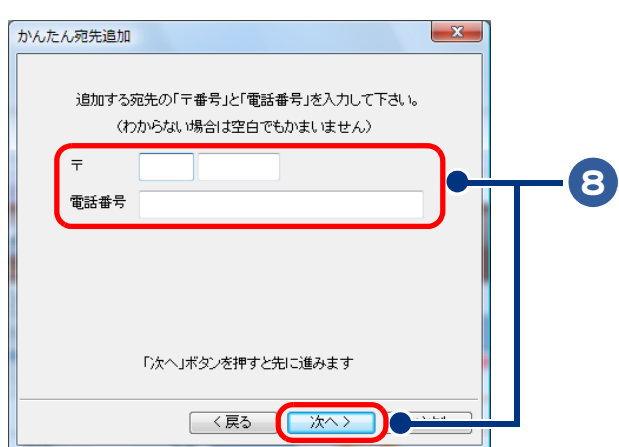 かんたん宛先追加
追加する宛先の「〒番号」と「電話番号」を入力して下さい。
(わからない場合は空白でもかまいません)
〒
電話番号
8
「次へ」ボタンを押すと先に進みます
< 戻る 次へ >